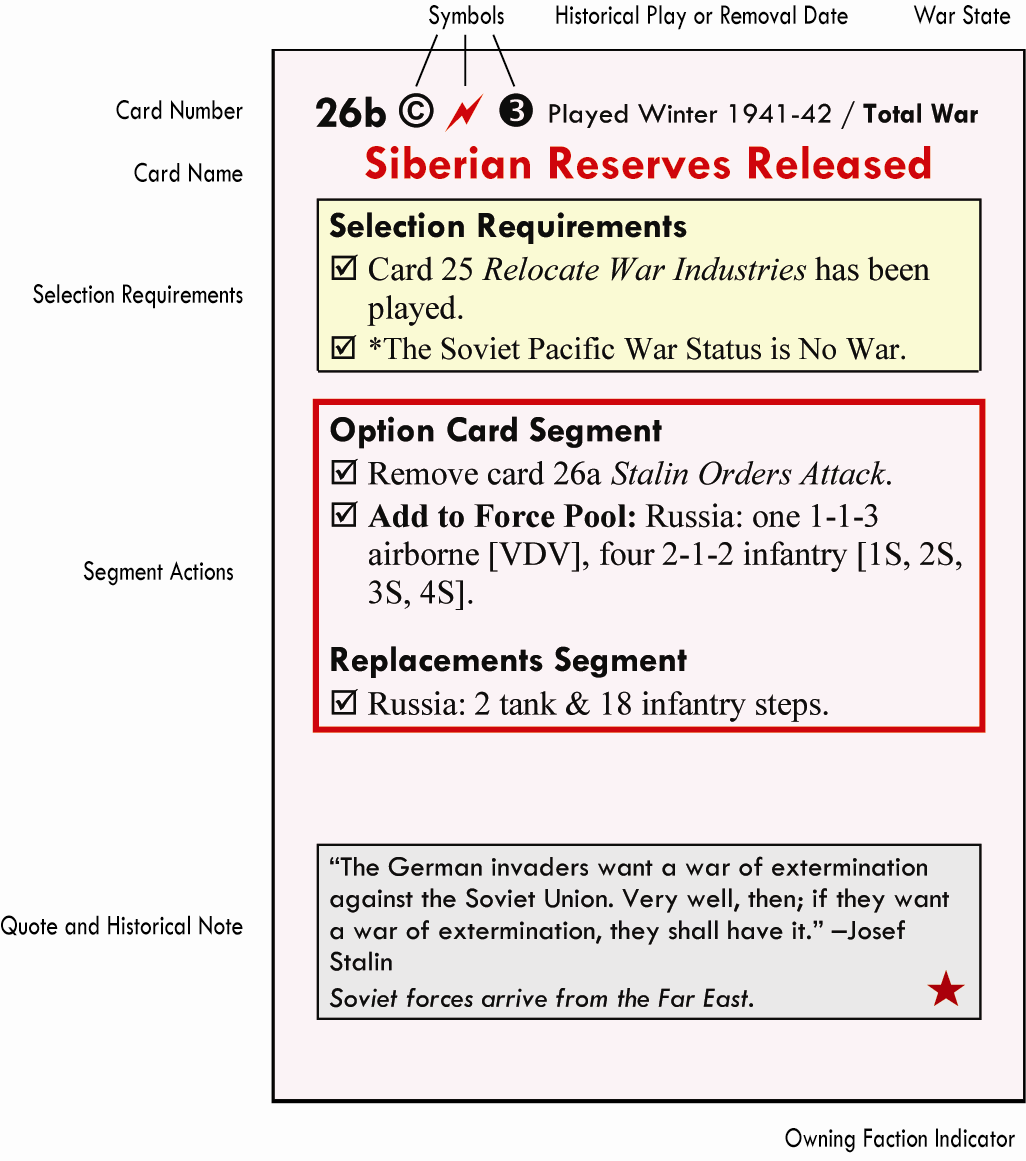 Symbols Historical Play or Removal Date War State
Card Number 26b © ❸ Played Winter 1941-42 / Total War
Card Name Siberian Reserves Released
Selection Requirements
☑ Card 25 Relocate War Industries has been
Selection Requirements
played.
☑ *The Soviet Pacific War Status is No War.
Option Card Segment
☑ Remove card 26a Stalin Orders Attack.
☑ Add to Force Pool: Russia: one 1-1-3
airborne [VDV], four 2-1-2 infantry [1S, 2S,
Segment Actions
3S, 4S].
Replacements Segment
☑ Russia: 2 tank & 18 infantry steps.
“The German invaders want a war of extermination
against the Soviet Union. Very well, then; if they want
Quote and Historical Note
a war of extermination, they shall have it.” –Josef
Stalin
Soviet forces arrive from the Far East.
Owning Faction Indicator